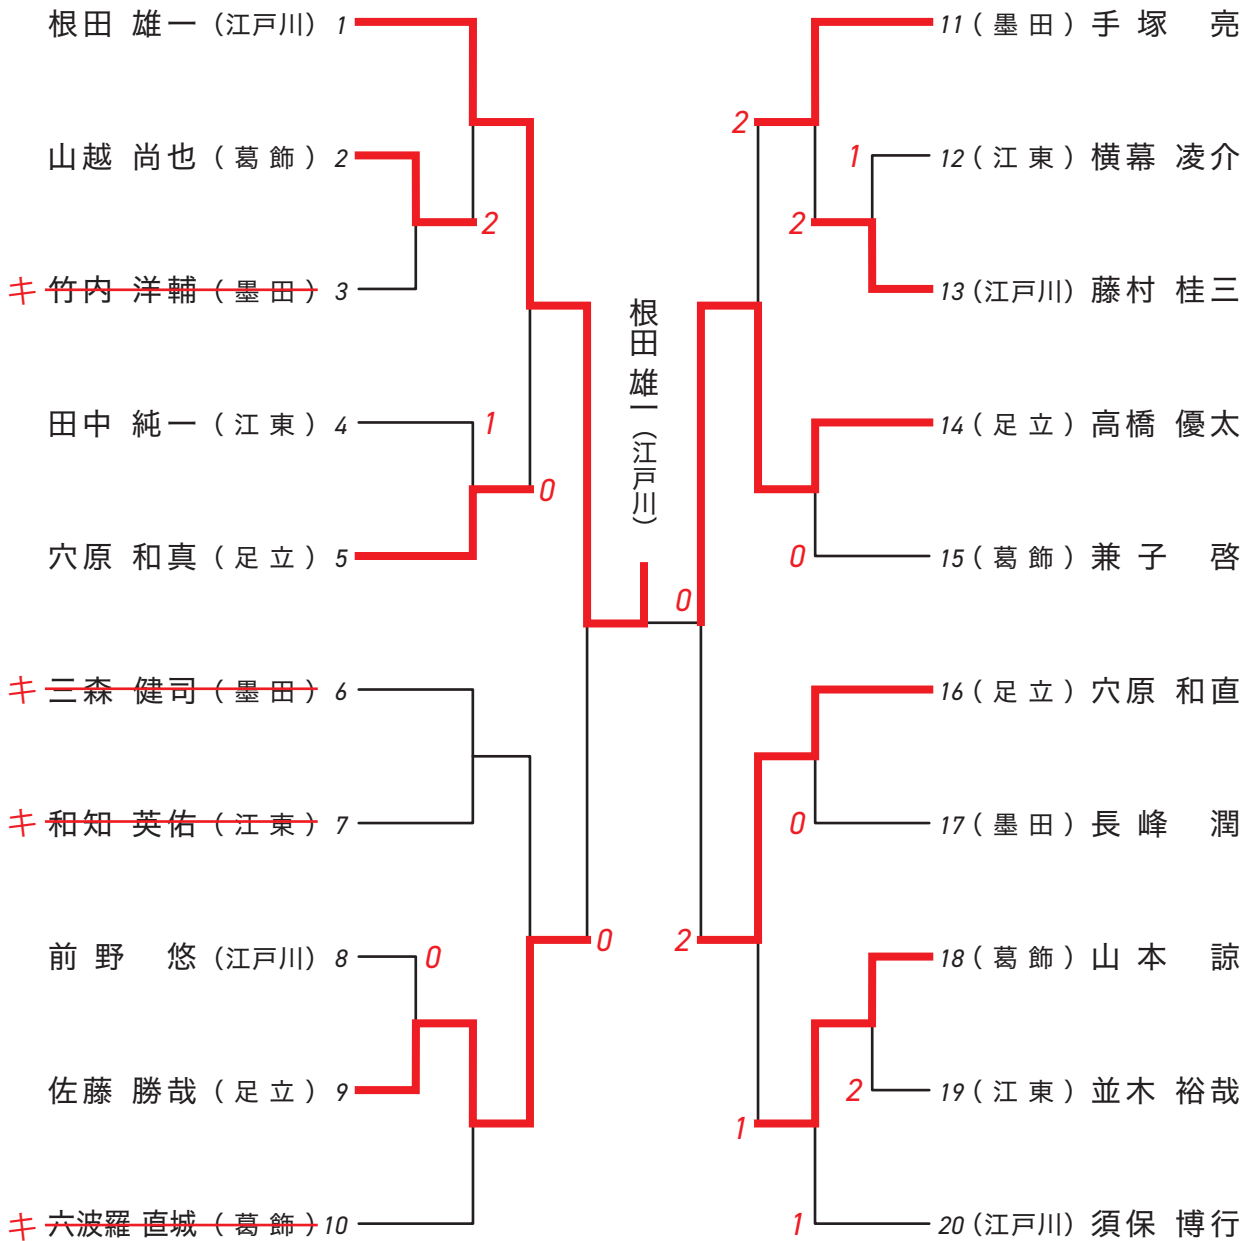 根田 雄一 (江戸川) 1
2
山越 尚也 (葛飾) 2
キ 竹内 洋輔 (墨田) 3
田中 純一 (江東) 4
1
0
穴原 和真 (足立) 5
キ 三森 健司 (墨田) 6
キ 和知 英佑 (江東) 7
前野 悠 (江戸川) 8
0
0
佐藤 勝哉 (足立) 9
キ 六波羅 直城 (葛飾) 10
根田 雄一 (江戸川)
0
11 (墨田) 手塚 亮
2
1
12 (江東) 横幕 凌介
2
13 (江戸川) 藤村 桂三
14 (足立) 高橋 優太
0
15 (葛飾) 兼子 啓
16 (足立) 穴原 和直
0
17 (墨田) 長峰 潤
2
18 (葛飾) 山本 諒
2
19 (江東) 並木 裕哉
1
1
20 (江戸川) 須保 博行